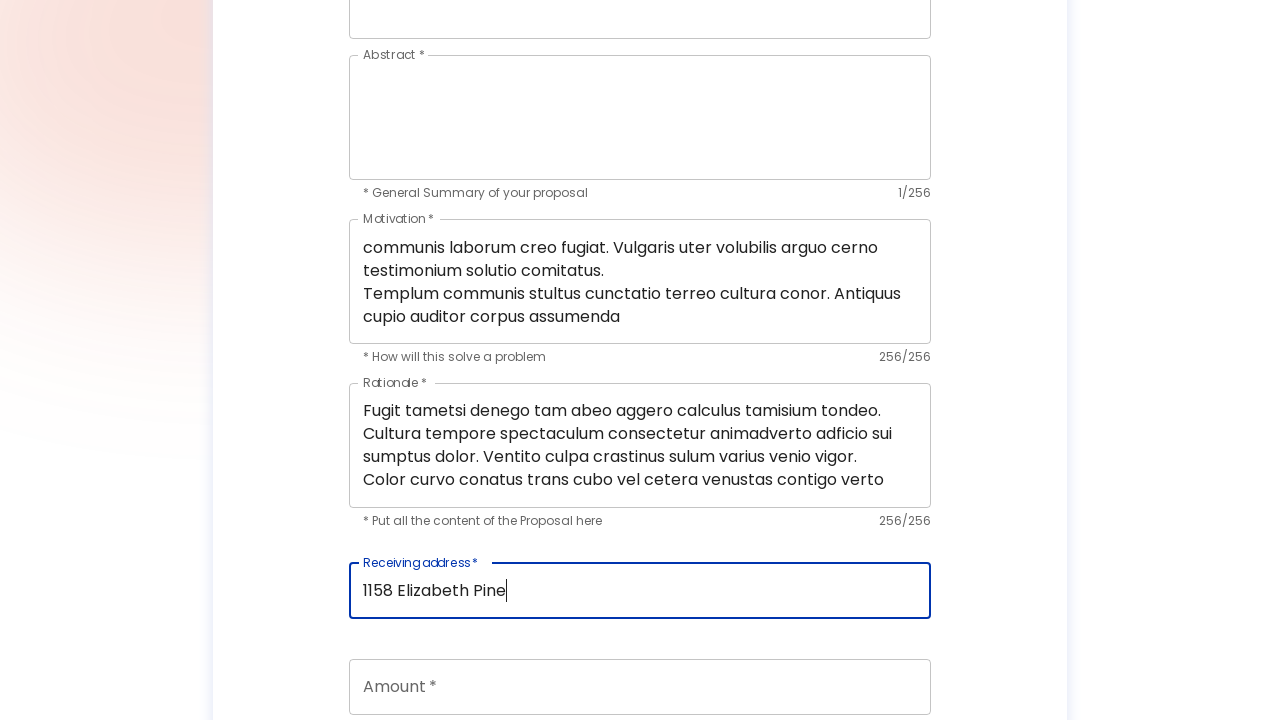 Abstract *
* General Summary of your proposal 1/256
Motivation *
communis laborum creo fugiat. Vulgaris uter volubilis arguo cerno
testimonium solutio comitatus.
Templum communis stultus cunctatio terreo cultura conor. Antiquus
cupio auditor corpus assumenda
* How will this solve a problem 256/256
Rationale *
Fugit tametsi denego tam abeo aggero calculus tamisium tondeo.
Cultura tempore spectaculum consectetur animadverto adficio sui
sumptus dolor. Ventito culpa crastinus sulum varius venio vigor.
Color curvo conatus trans cubo vel cetera venustas contigo verto
* Put all the content of the Proposal here 256/256
Receiving address *
1158 Elizabeth Pine
Amount *